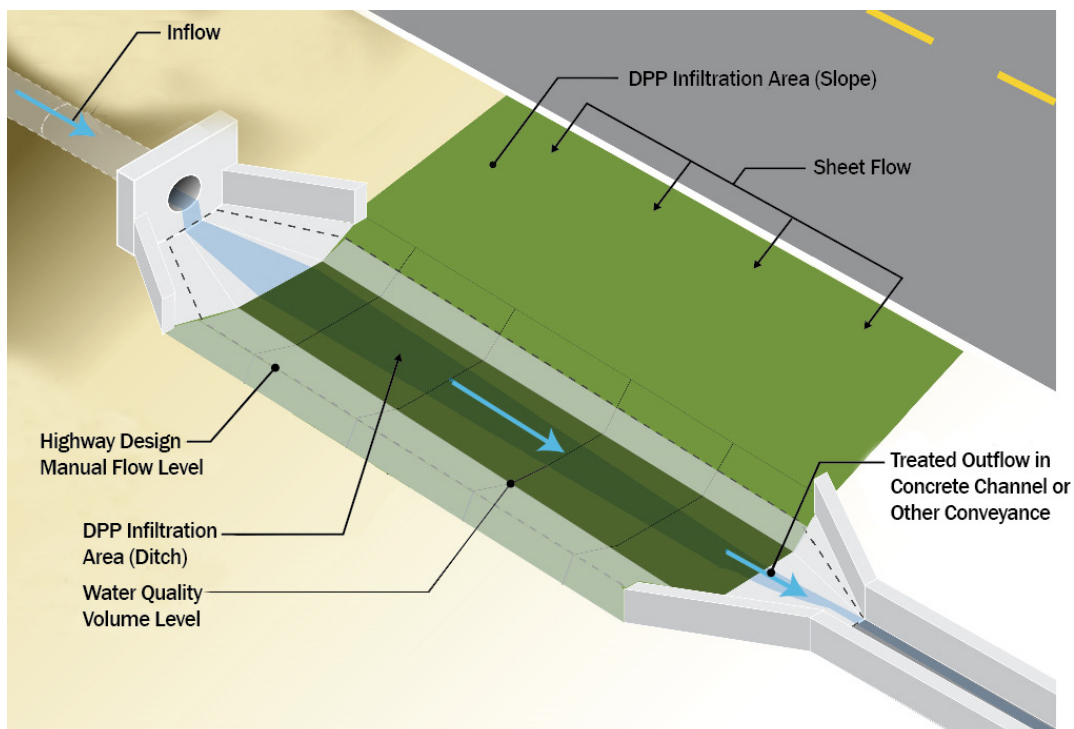 Inflow
DPP Infiltration Area (Slope)
Sheet Flow
Highway Design
Manual Flow Level
Treated Outflow in
Concrete Channel or
Other Conveyance
DPP Infiltration
Area (Ditch)
Water Quality
Volume Level